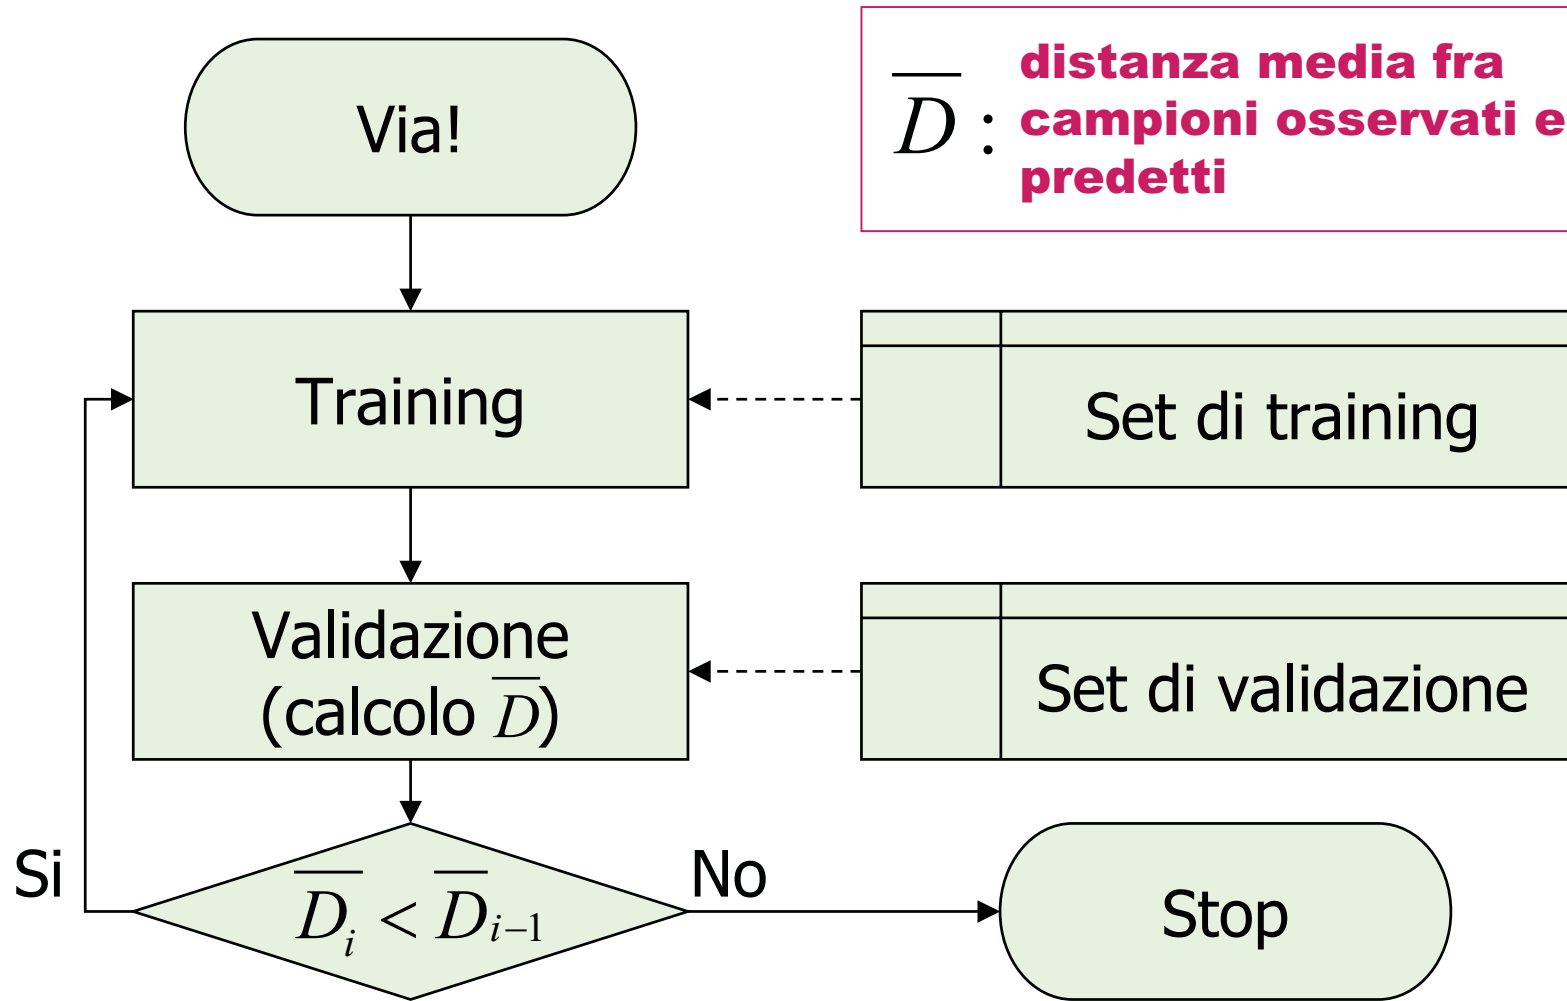 Via!
D̅ :
distanza media fra
campioni osservati e
predetti
Training
Set di training
Validazione
(calcolo D̅)
Set di validazione
Si
D̅ᵢ < D̅ᵢ₋₁
No
Stop